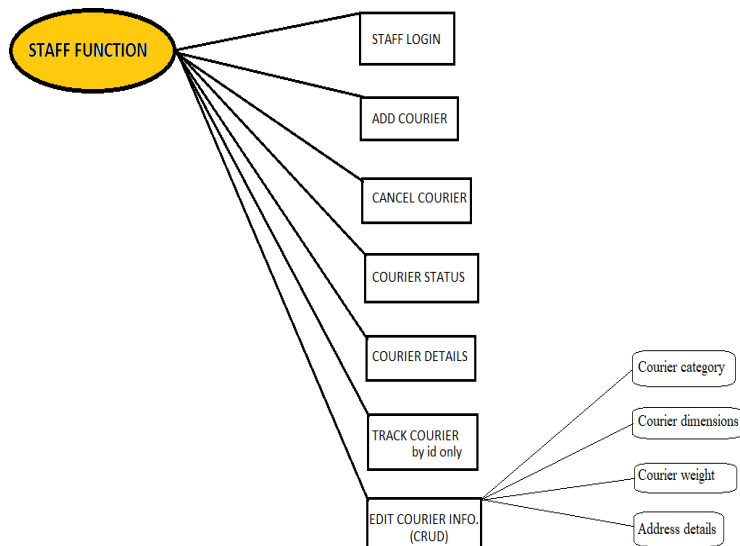 STAFF FUNCTION
STAFF LOGIN
ADD COURIER
CANCEL COURIER
COURIER STATUS
COURIER DETAILS
TRACK COURIER
by id only
EDIT COURIER INFO.
(CRUD)
Courier category
Courier dimensions
Courier weight
Address details